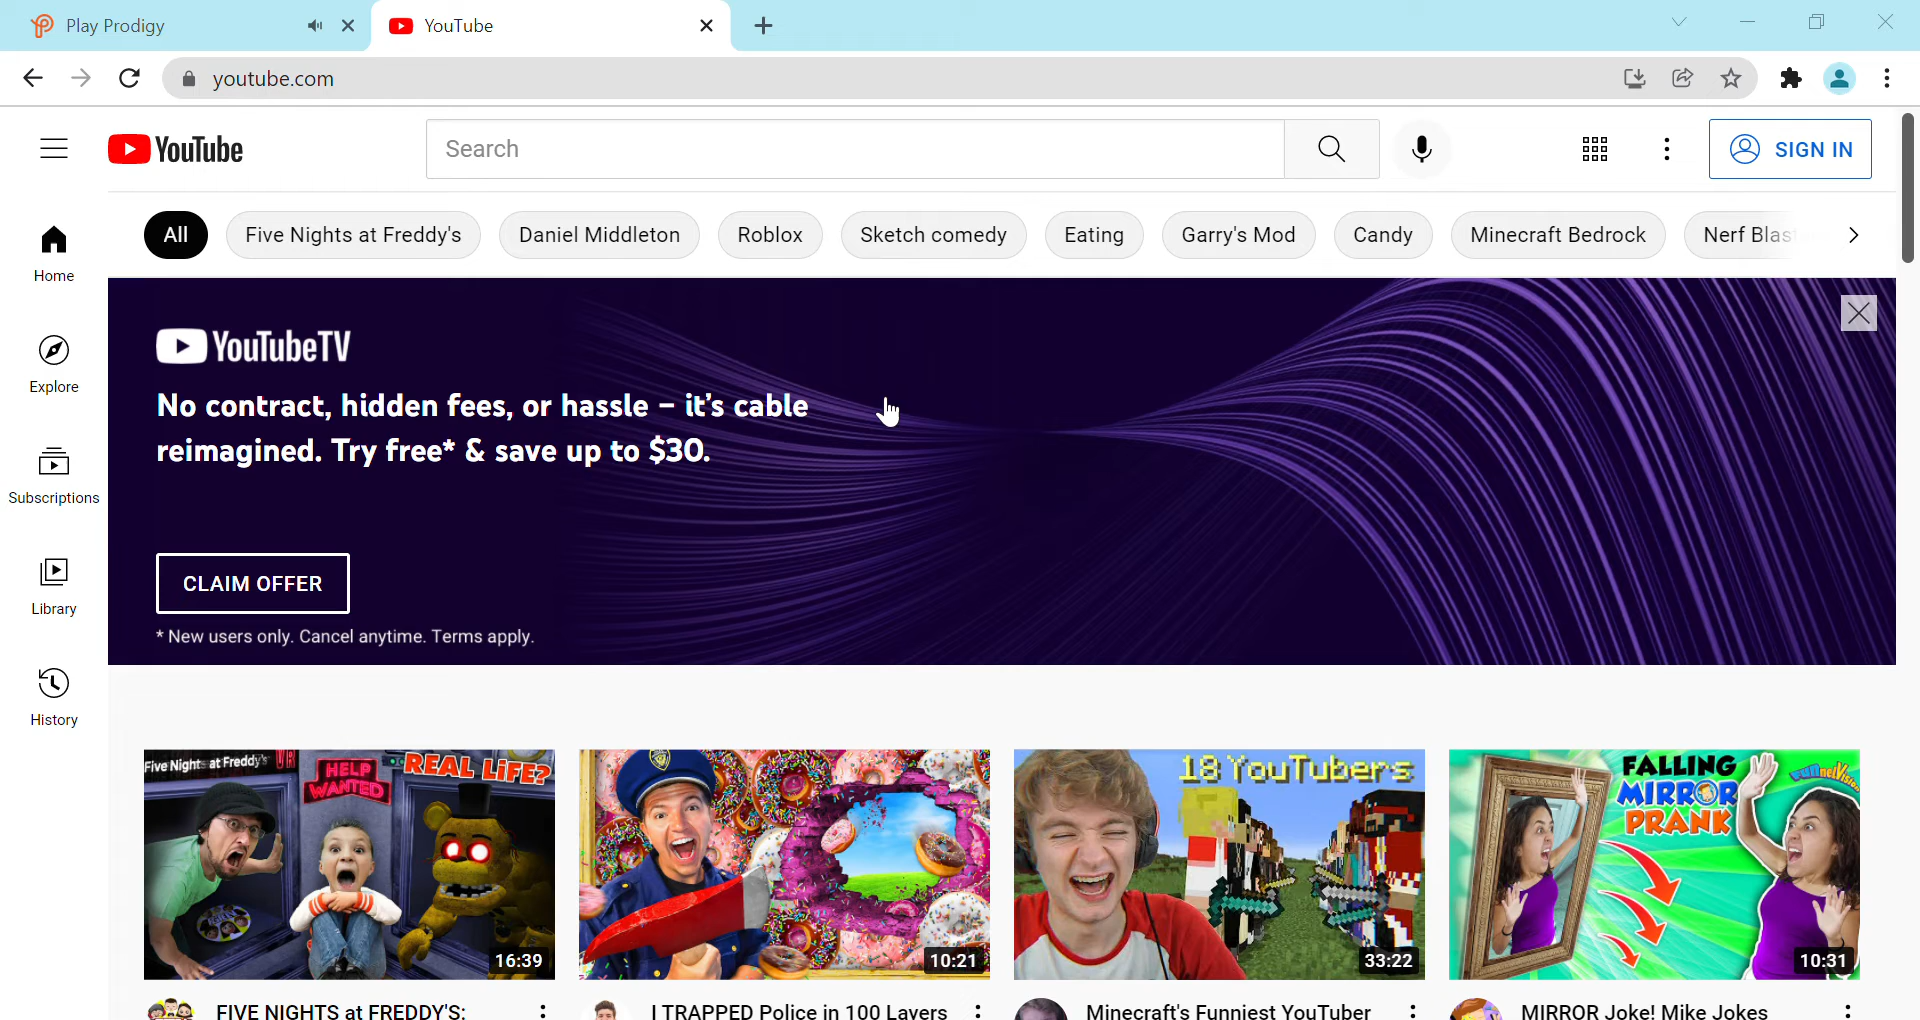 Play Prodigy
YouTube
youtube.com
YouTube
Search
SIGN IN
All
Five Nights at Freddy's
Daniel Middleton
Roblox
Sketch comedy
Eating
Garry's Mod
Candy
Minecraft Bedrock
Nerf Blas
Home
Explore
Subscriptions
Library
History
YouTubeTV
No contract, hidden fees, or hassle – it's cable
reimagined. Try free* & save up to $30.
CLAIM OFFER
* New users only. Cancel anytime. Terms apply.
Five Nights at Freddy's VR
HELP
WANTED
REAL LiFE?
16:39
10:21
18 YouTubers
33:22
FALLING
MIRROR
PRANK
FUnnelVision
10:31
FIVE NIGHTS at FREDDY'S:
I TRAPPED Police in 100 Layers
Minecraft's Funniest YouTuber
MIRROR Joke! Mike Jokes